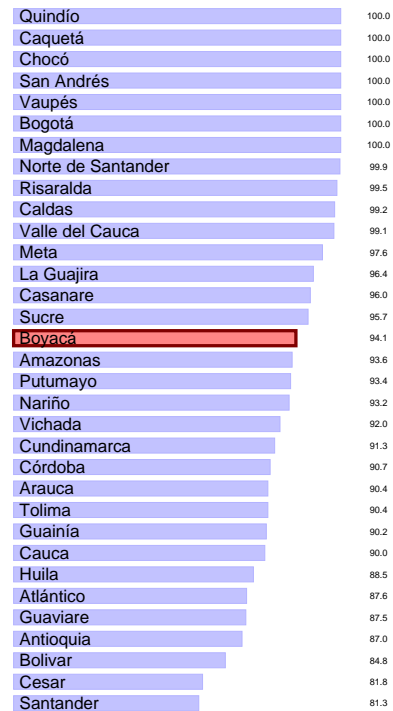 Quindío 100.0
Caquetá 100.0
Chocó 100.0
San Andrés 100.0
Vaupés 100.0
Bogotá 100.0
Magdalena 100.0
Norte de Santander 99.9
Risaralda 99.5
Caldas 99.2
Valle del Cauca 99.1
Meta 97.6
La Guajira 96.4
Casanare 96.0
Sucre 95.7
Boyacá 94.1
Amazonas 93.6
Putumayo 93.4
Nariño 93.2
Vichada 92.0
Cundinamarca 91.3
Córdoba 90.7
Arauca 90.4
Tolima 90.4
Guainía 90.2
Cauca 90.0
Huila 88.5
Atlántico 87.6
Guaviare 87.5
Antioquia 87.0
Bolivar 84.8
Cesar 81.8
Santander 81.3